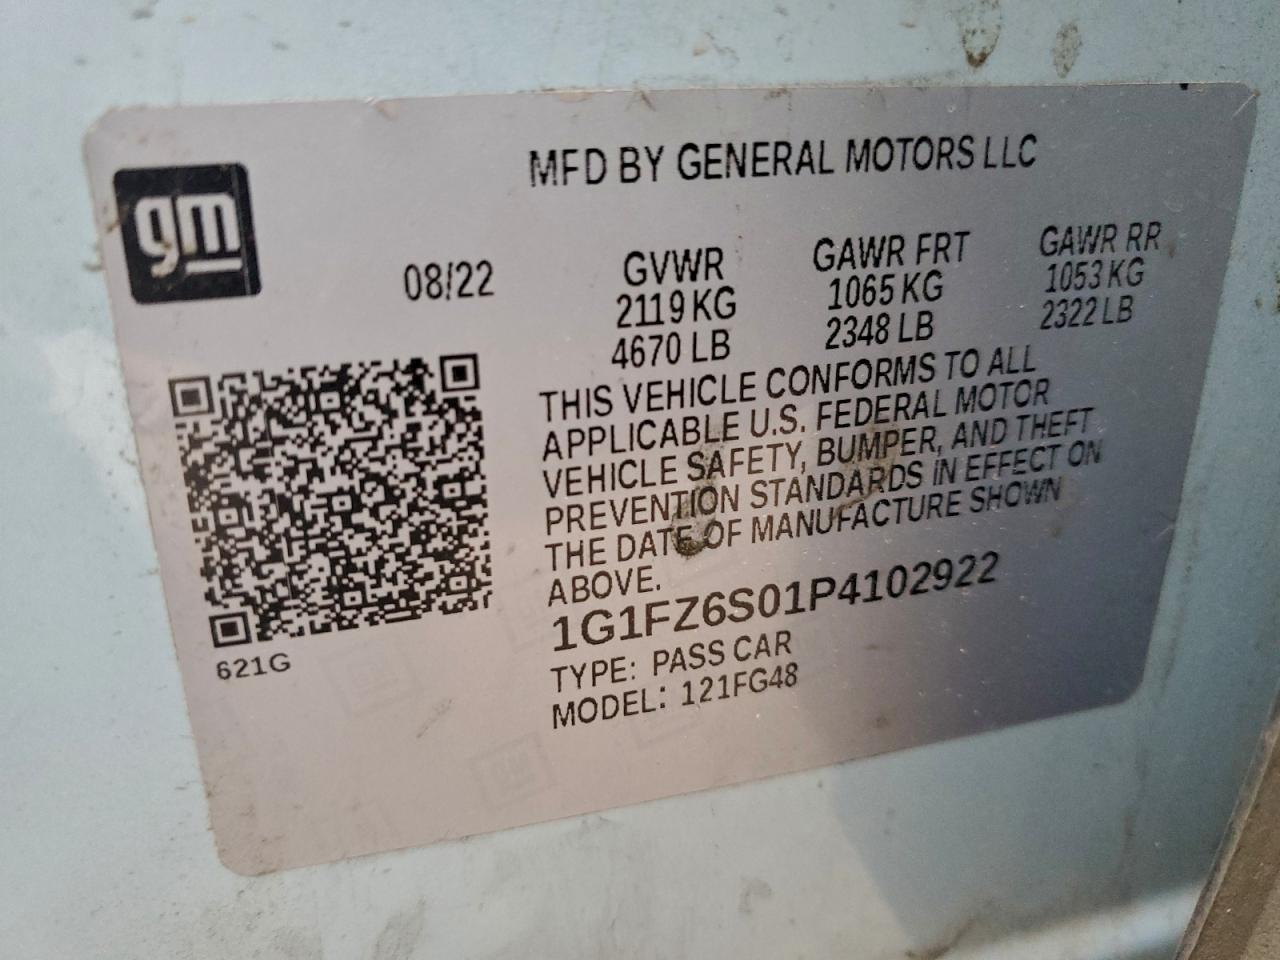 gm
MFD BY GENERAL MOTORS LLC
08/22 GVWR GAWR FRT GAWR RR
2119 KG 1065 KG 1053 KG
4670 LB 2348 LB 2322 LB
THIS VEHICLE CONFORMS TO ALL
APPLICABLE U.S. FEDERAL MOTOR
VEHICLE SAFETY, BUMPER, AND THEFT
PREVENTION STANDARDS IN EFFECT ON
THE DATE OF MANUFACTURE SHOWN
ABOVE.
1G1FZ6S01P4102922
TYPE: PASS CAR
MODEL: 121FG48
621G